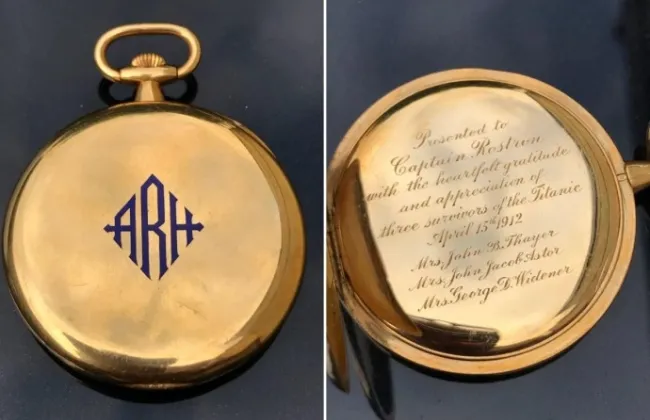 ARH
Presented to
Captain Rostron
with the heartfelt gratitude
and appreciation of
three survivors of the Titanic
April 15th 1912
Mrs. John B. Thayer
Mrs. John Jacob Astor
Mrs. George D. Widener